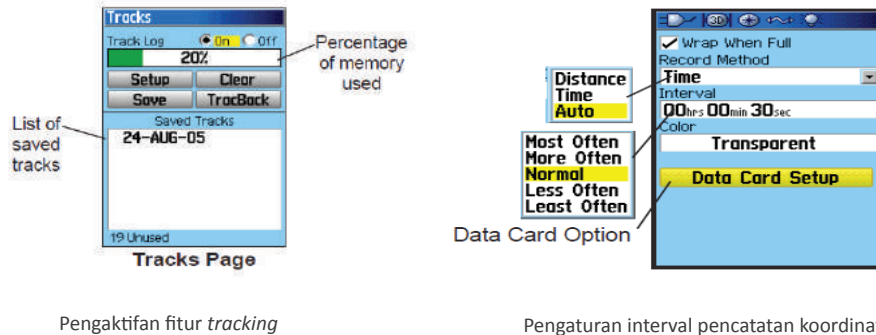 Tracks
Track Log On Off
20%
Setup Clear
Save TracBack
Saved Tracks
24-AUG-05
19 Unused
Percentage
of memory
used
List of
saved
tracks
Tracks Page
Pengaktifan fitur tracking
3D
Wrap When Full
Record Method
Time
Interval
00hrs 00min 30sec
Color
Transparent
Data Card Setup
Distance
Time
Auto
Most Often
More Often
Normal
Less Often
Least Often
Data Card Option
Pengaturan interval pencatatan koordina